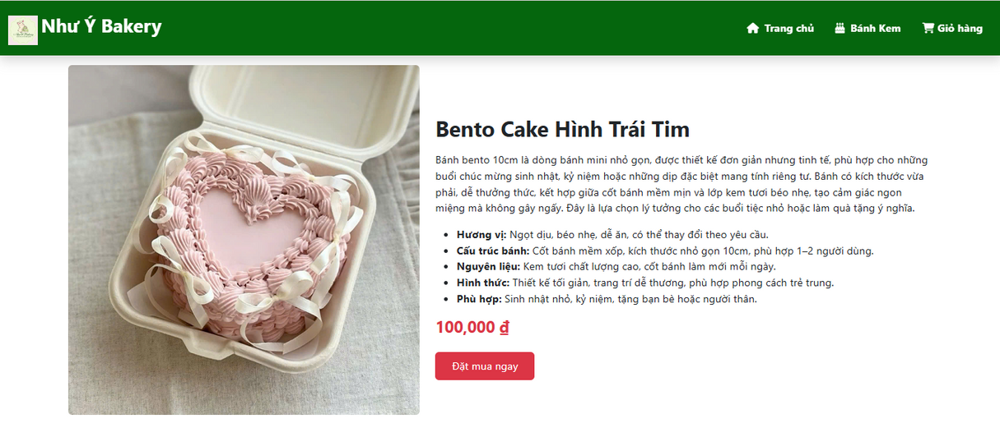 Như Ý Bakery
Trang chủ
Bánh Kem
Giỏ hàng
Bento Cake Hình Trái Tim
Bánh bento 10cm là dòng bánh mini nhỏ gọn, được thiết kế đơn giản nhưng tinh tế, phù hợp cho những
buổi chúc mừng sinh nhật, kỷ niệm hoặc những dịp đặc biệt mang tính riêng tư. Bánh có kích thước vừa
phải, dễ thưởng thức, kết hợp giữa cốt bánh mềm mịn và lớp kem tươi béo nhẹ, tạo cảm giác ngon
miệng mà không gây ngấy. Đây là lựa chọn lý tưởng cho các buổi tiệc nhỏ hoặc làm quà tặng ý nghĩa.
• Hương vị: Ngọt dịu, béo nhẹ, dễ ăn, có thể thay đổi theo yêu cầu.
• Cấu trúc bánh: Cốt bánh mềm xốp, kích thước nhỏ gọn 10cm, phù hợp 1–2 người dùng.
• Nguyên liệu: Kem tươi chất lượng cao, cốt bánh làm mới mỗi ngày.
• Hình thức: Thiết kế tối giản, trang trí dễ thương, phù hợp phong cách trẻ trung.
• Phù hợp: Sinh nhật nhỏ, kỷ niệm, tặng bạn bè hoặc người thân.
100,000 ₫
Đặt mua ngay